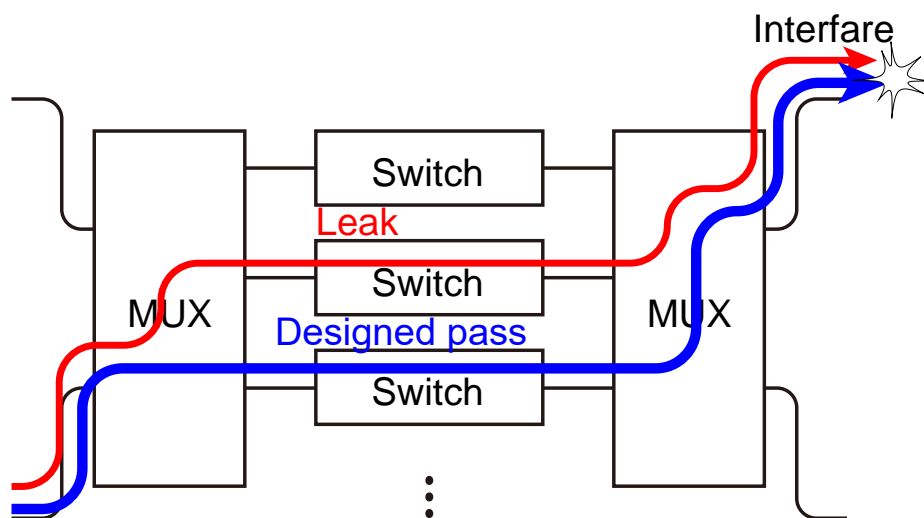 Interfare
Switch
Leak
Switch
MUX
MUX
Designed pass
Switch